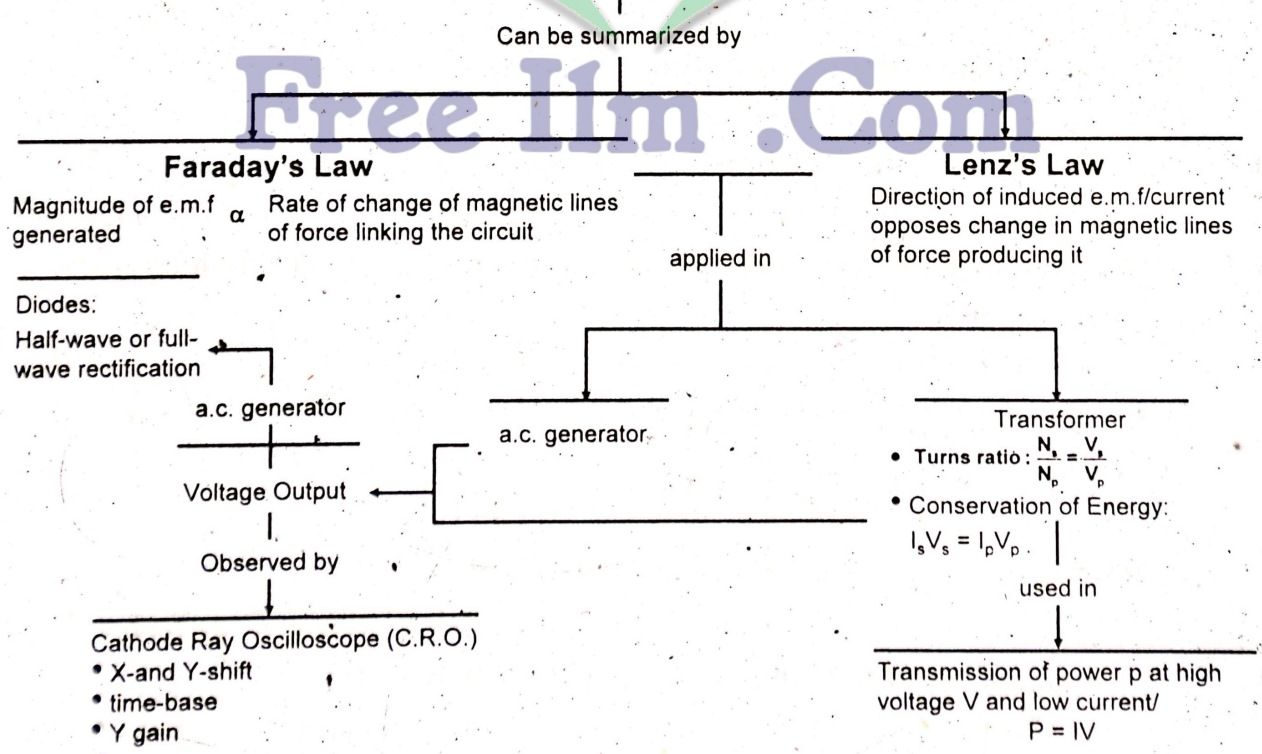 Can be summarized by
Free Ilm .Com
Faraday's Law
Magnitude of e.m.f α Rate of change of magnetic lines
generated of force linking the circuit
Lenz's Law
Direction of induced e.m.f/current
opposes change in magnetic lines
of force producing it
applied in
Diodes:
Half-wave or full-
wave rectification
a.c. generator
Voltage Output
Observed by
Cathode Ray Oscilloscope (C.R.O.)
• X-and Y-shift
• time-base
• Y gain
a.c. generator
Transformer
• Turns ratio: Ns/Np = Vs/Vp
• Conservation of Energy:
IsVs = IpVp.
used in
Transmission of power p at high
voltage V and low current/
P = IV